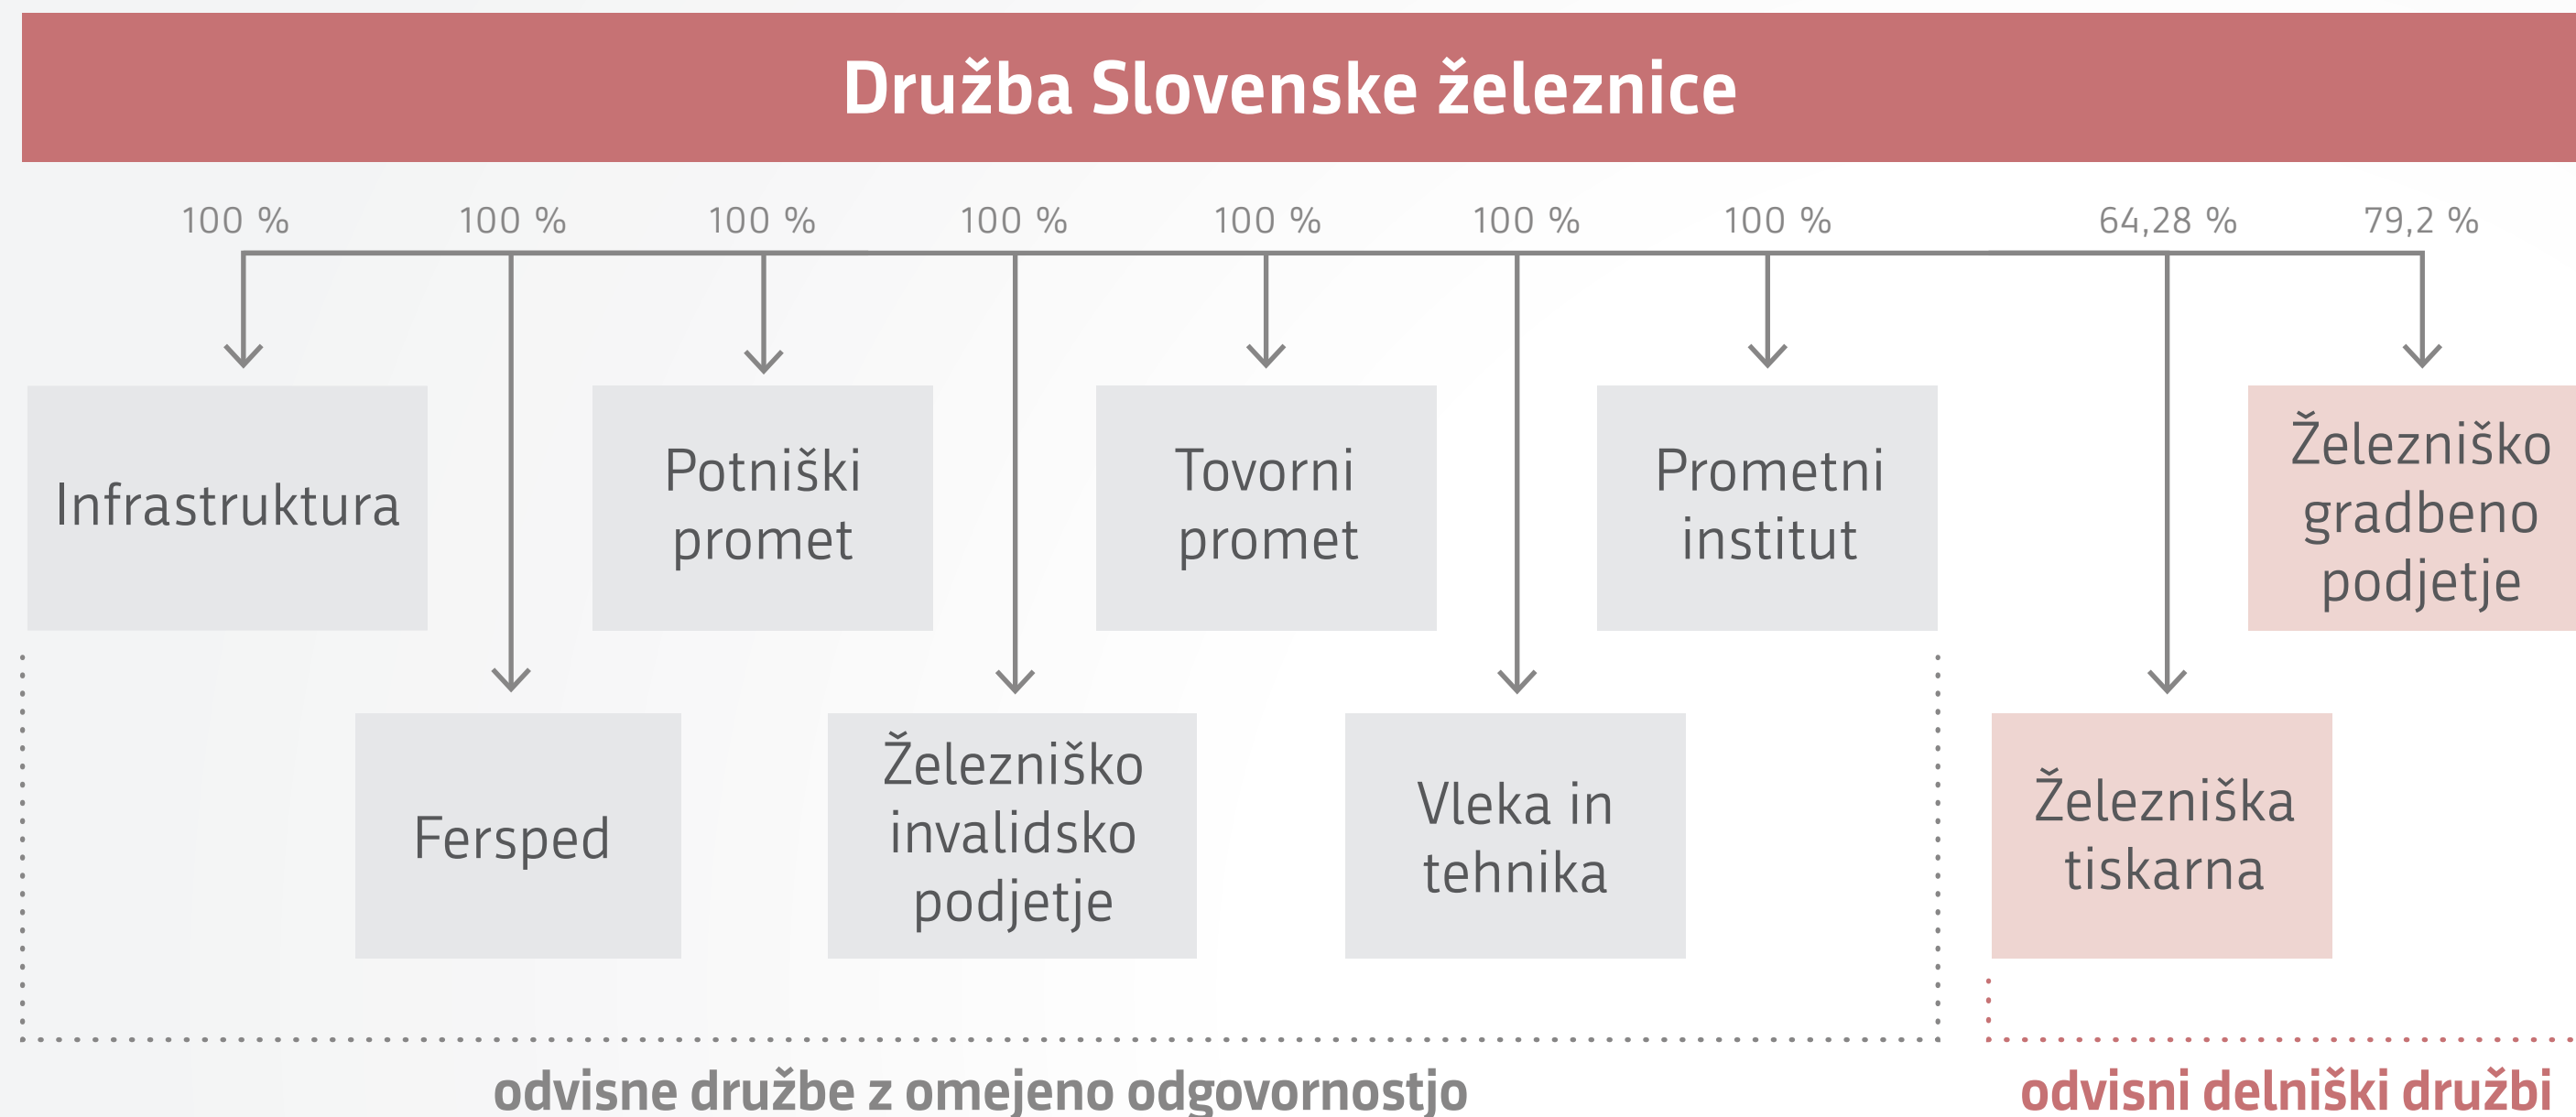 Družba Slovenske železnice
100 % 100 % 100 % 100 % 100 % 100 % 100 % 64,28 % 79,2 %
Infrastruktura
Potniški
promet
Tovorni
promet
Prometni
institut
Železniško
gradbeno
podjetje
Fersped
Železniško
invalidsko
podjetje
Vleka in
tehnika
Železniška
tiskarna
odvisne družbe z omejeno odgovornostjo
odvisni delniški družbi